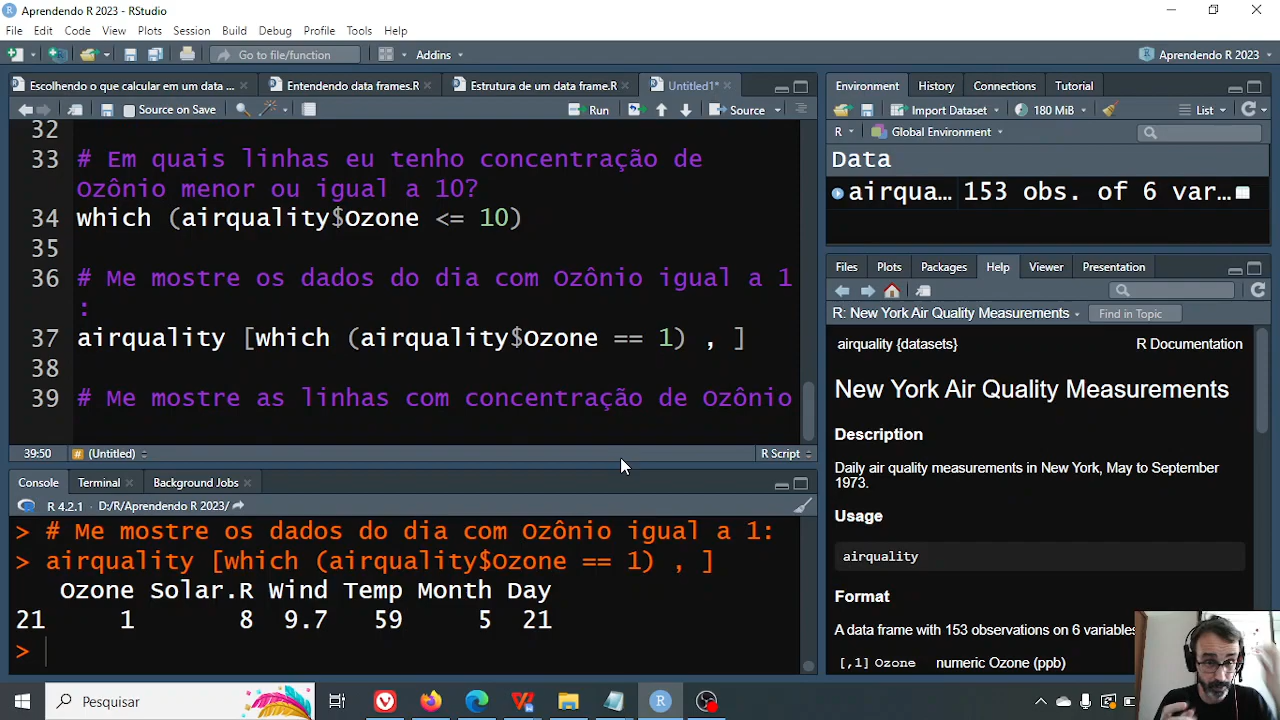 Aprendendo R 2023 - RStudio
File Edit Code View Plots Session Build Debug Profile Tools Help
Go to file/function Addins Aprendendo R 2023
Escolhendo o que calcular em um data ... Entendendo data frames.R Estrutura de um data frame.R Untitled1*
Source on Save Run Source
32
33 # Em quais linhas eu tenho concentração de
Ozônio menor ou igual a 10?
34 which (airquality$Ozone <= 10)
35
36 # Me mostre os dados do dia com Ozônio igual a 1
:
37 airquality [which (airquality$Ozone == 1) , ]
38
39 # Me mostre as linhas com concentração de Ozônio
39:50 # (Untitled) R Script
Console Terminal Background Jobs
R 4.2.1 · D:/R/Aprendendo R 2023/
> # Me mostre os dados do dia com Ozônio igual a 1:
> airquality [which (airquality$Ozone == 1) , ]
Ozone Solar.R Wind Temp Month Day
21 1 8 9.7 59 5 21
>
Environment History Connections Tutorial
Import Dataset 180 MiB List
R Global Environment
Data
airqua... 153 obs. of 6 var...
Files Plots Packages Help Viewer Presentation
R: New York Air Quality Measurements Find in Topic
airquality {datasets} R Documentation
New York Air Quality Measurements
Description
Daily air quality measurements in New York, May to September
1973.
Usage
airquality
Format
A data frame with 153 observations on 6 variables
[,1] Ozone numeric Ozone (ppb)
Pesquisar